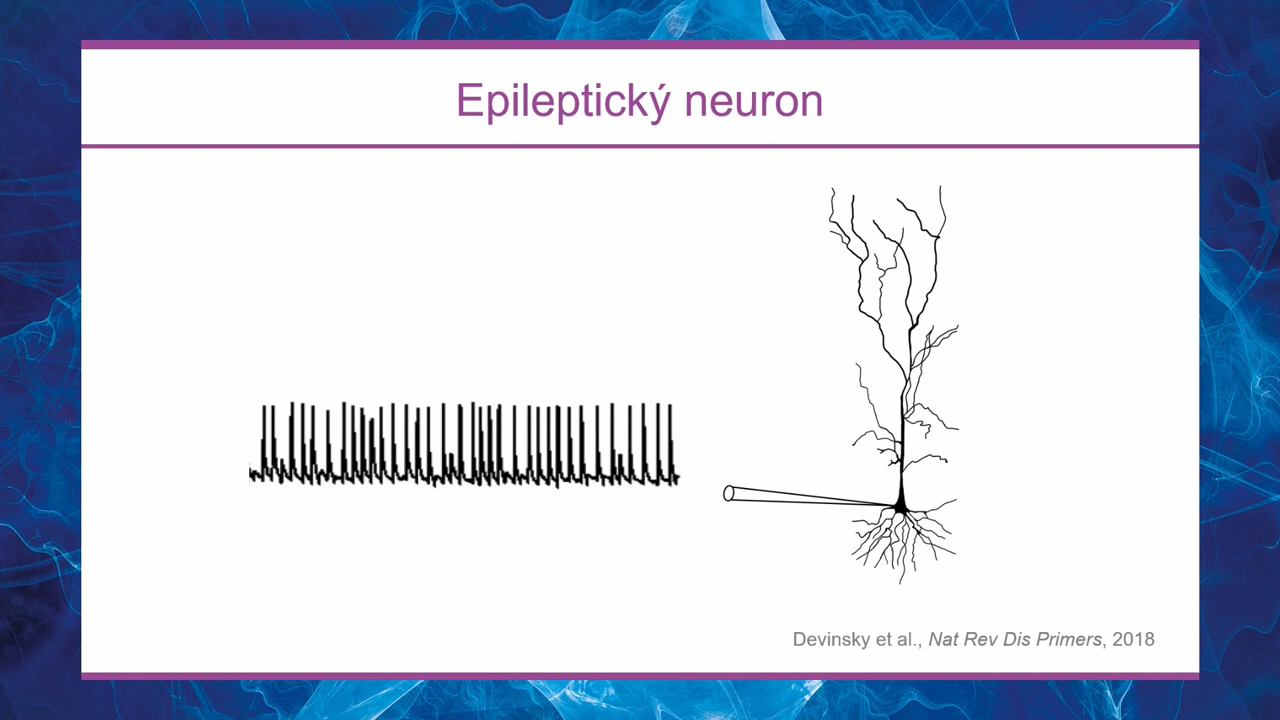 Epileptický neuron
Devinsky et al., Nat Rev Dis Primers, 2018